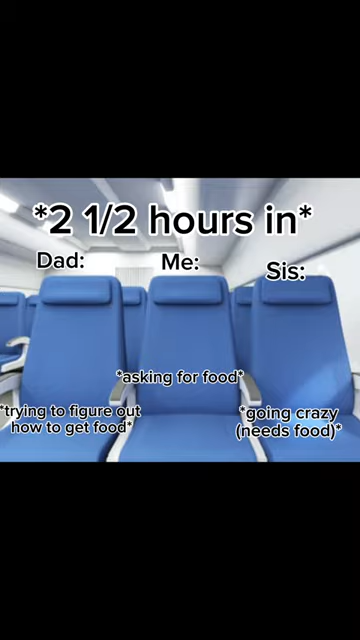 *2 1/2 hours in*
Dad:
Me:
Sis:
*asking for food*
*trying to figure out
how to get food*
*going crazy
(needs food)*